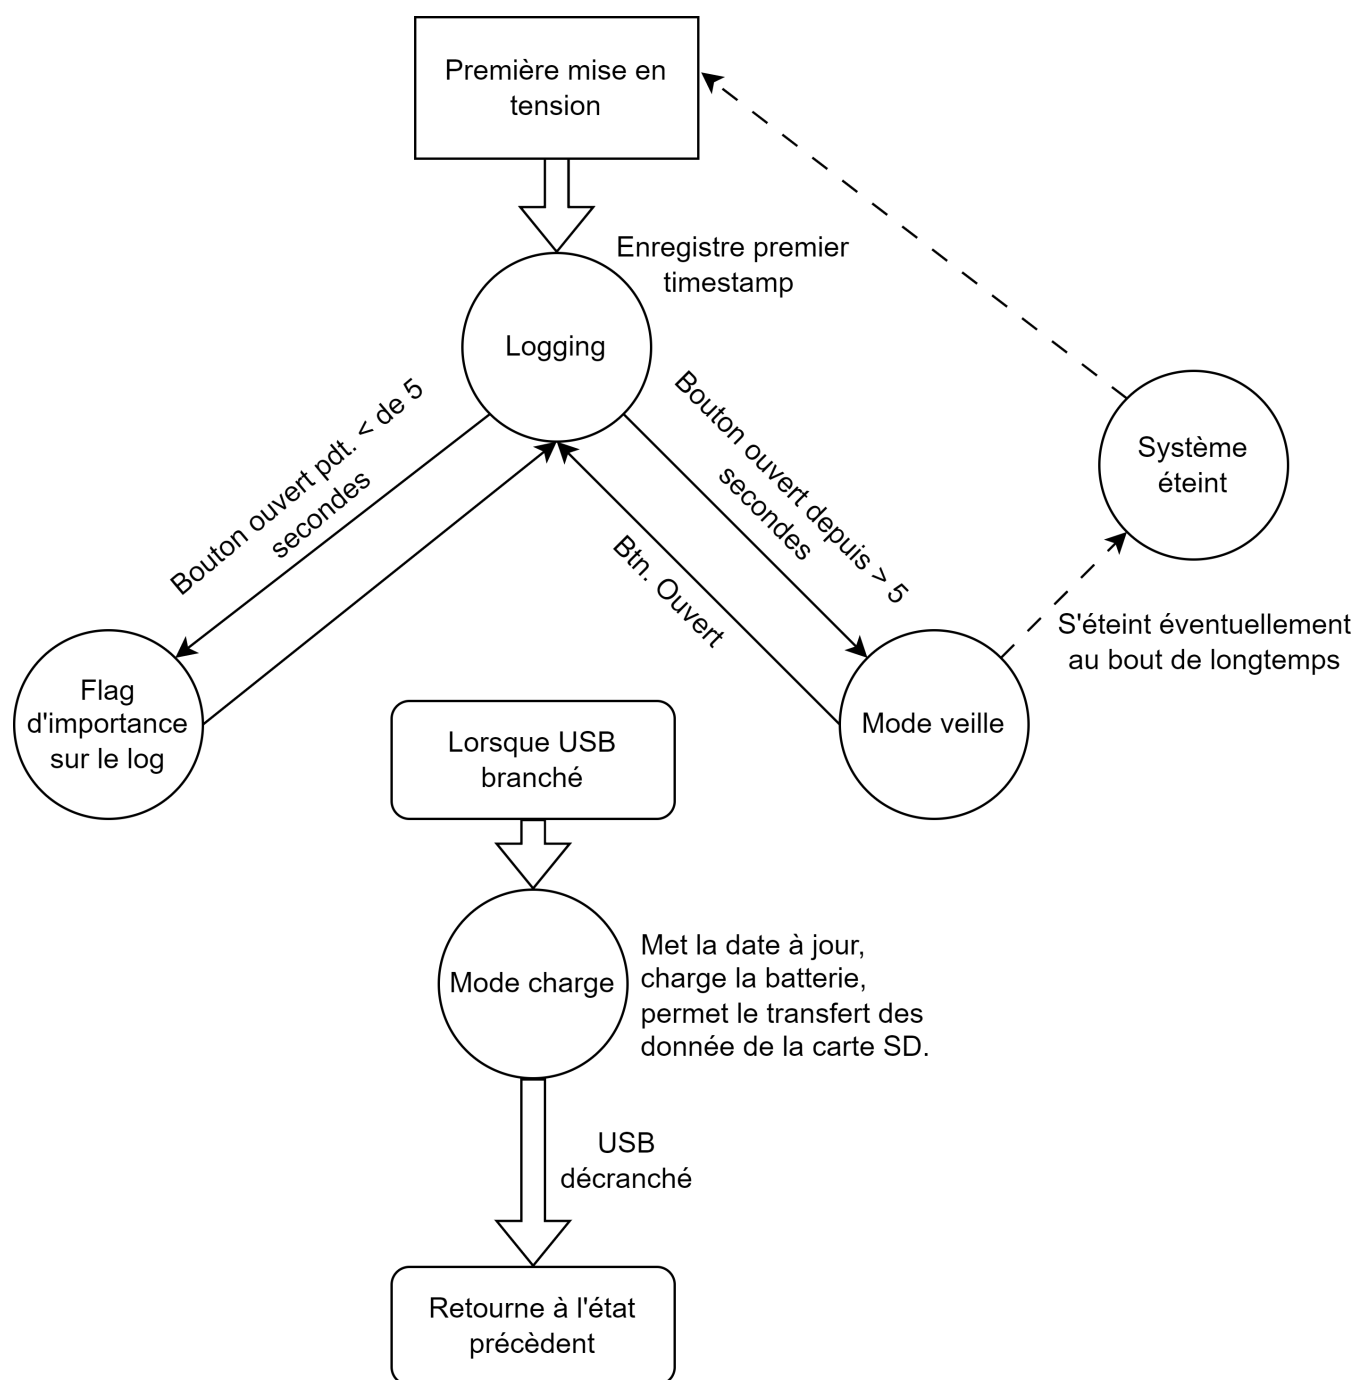 Première mise en
tension
Enregistre premier
timestamp
Logging
Bouton ouvert pdt. < de 5
secondes
Bouton ouvert depuis > 5
secondes
Btn. Ouvert
Système
éteint
S'éteint éventuellement
au bout de longtemps
Flag
d'importance
sur le log
Mode veille
Lorsque USB
branché
Mode charge
Met la date à jour,
charge la batterie,
permet le transfert des
donnée de la carte SD.
USB
décranché
Retourne à l'état
précèdent